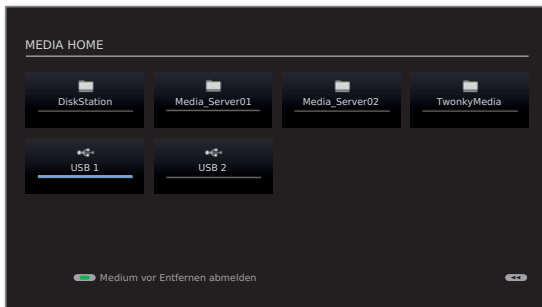 MEDIA HOME
DiskStation
Media_Server01
Media_Server02
TwonkyMedia
USB 1
USB 2
Medium vor Entfernen abmelden